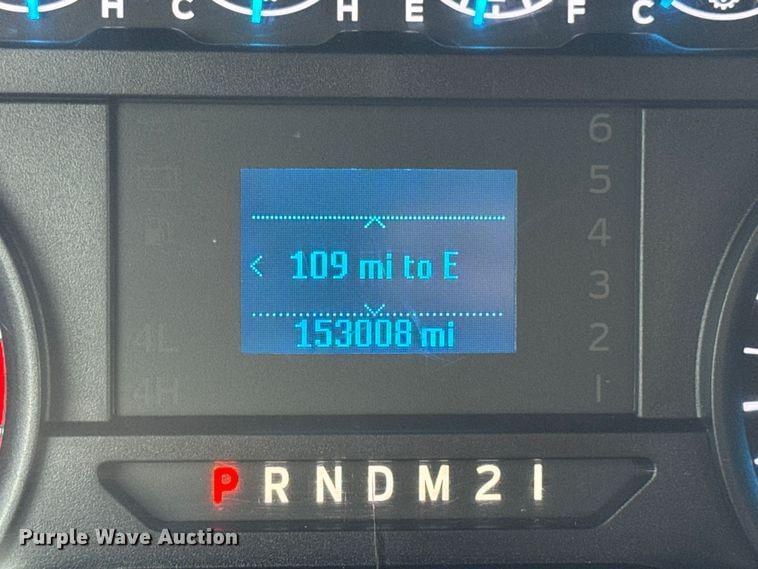 H C H E F C
6
5
4
< 109 mi to E
3
153008 mi
2
4L
4H
1
P R N D M 2 1
Purple Wave Auction